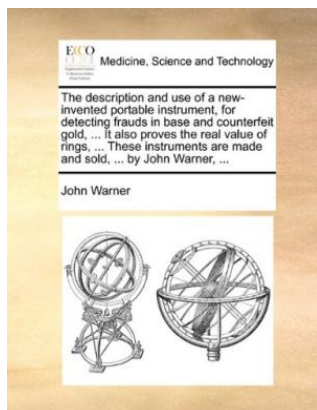 ECCO
Medicine, Science and Technology
The description and use of a new-
invented portable instrument, for
detecting frauds in base and counterfeit
gold, ... It also proves the real value of
rings, ... These instruments are made
and sold, ... by John Warner, ...
John Warner